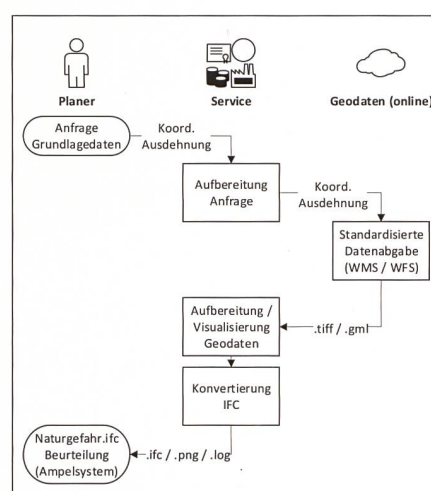 Planer
Service
Geodaten (online)
Anfrage
Grundlagedaten
Koord.
Ausdehnung
Aufbereitung
Anfrage
Koord.
Ausdehnung
Standardisierte
Datenabgabe
(WMS / WFS)
Aufbereitung /
Visualisierung
Geodaten
.tiff / .gml
Konvertierung
IFC
Naturgefahr.ifc
Beurteilung
(Ampelsystem)
.ifc / .png / .log